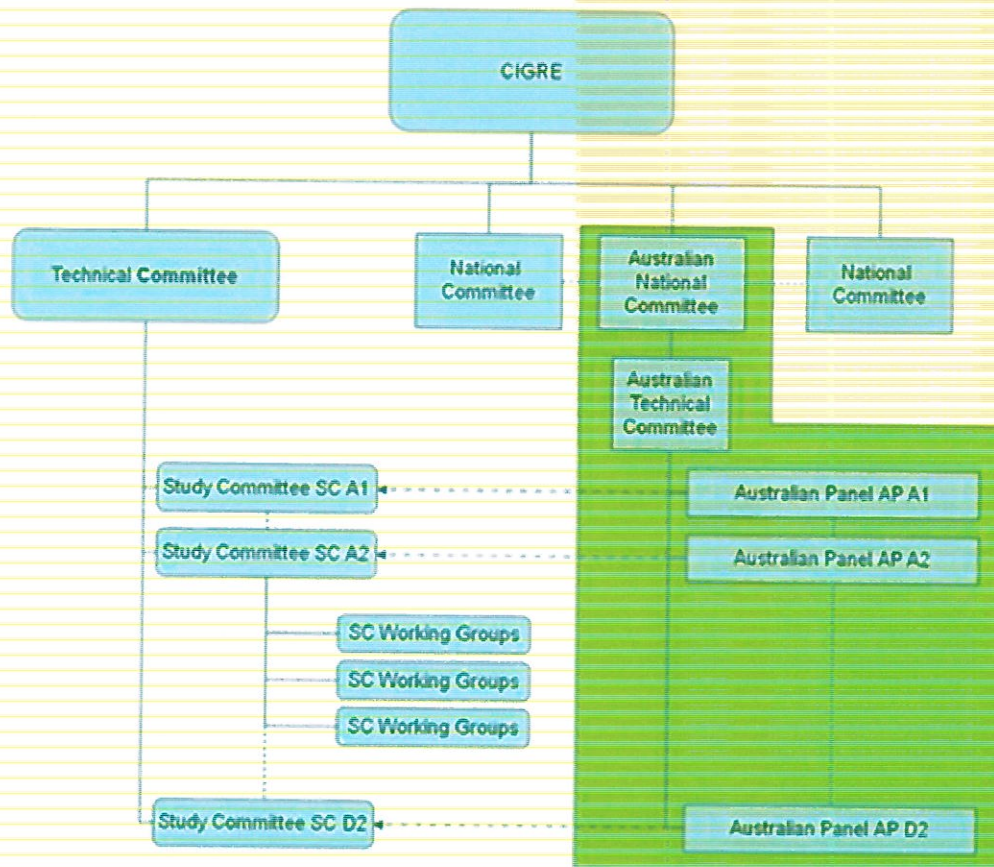 CIGRE
Technical Committee
National
Committee
Australian
National
Committee
National
Committee
Australian
Technical
Committee
Study Committee SC A1
Australian Panel AP A1
Study Committee SC A2
Australian Panel AP A2
SC Working Groups
SC Working Groups
SC Working Groups
Study Committee SC D2
Australian Panel AP D2